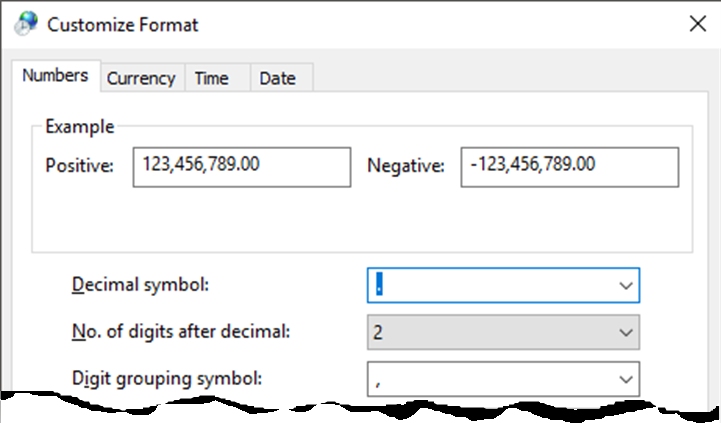 Customize Format
Numbers Currency Time Date
Example
Positive: 123,456,789.00 Negative: -123,456,789.00
Decimal symbol: .
No. of digits after decimal: 2
Digit grouping symbol: ,